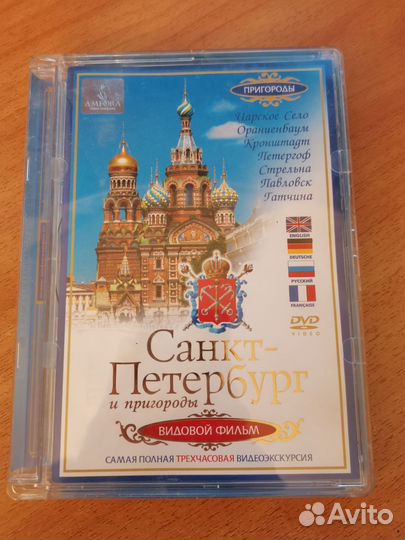 АМФОРА
ПРИГОРОДЫ
Царское Село
Ораниенбаум
Кронштадт
Петергоф
Стрельна
Павловск
Гатчина
ENGLISH
DEUTSCHE
РУССКИЙ
FRANÇAISE
DVD
VIDEO
Санкт-
Петербург
и пригороды
ВИДОВОЙ ФИЛЬМ
САМАЯ ПОЛНАЯ ТРЕХЧАСОВАЯ ВИДЕОЭКСКУРСИЯ
Avito